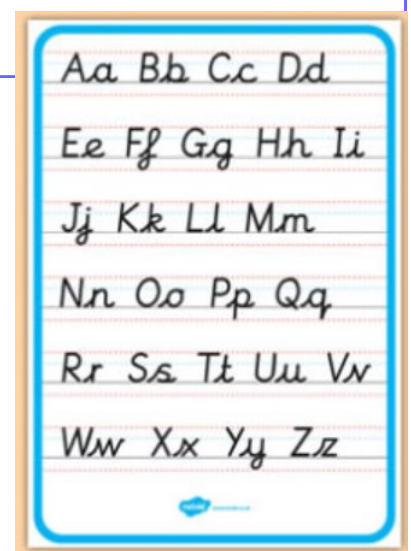 Aa Bb Cc Dd
Ee Ff Gg Hh Ii
Jj Kk Ll Mm
Nn Oo Pp Qq
Rr Ss Tt Uu Vv
Ww Xx Yy Zz